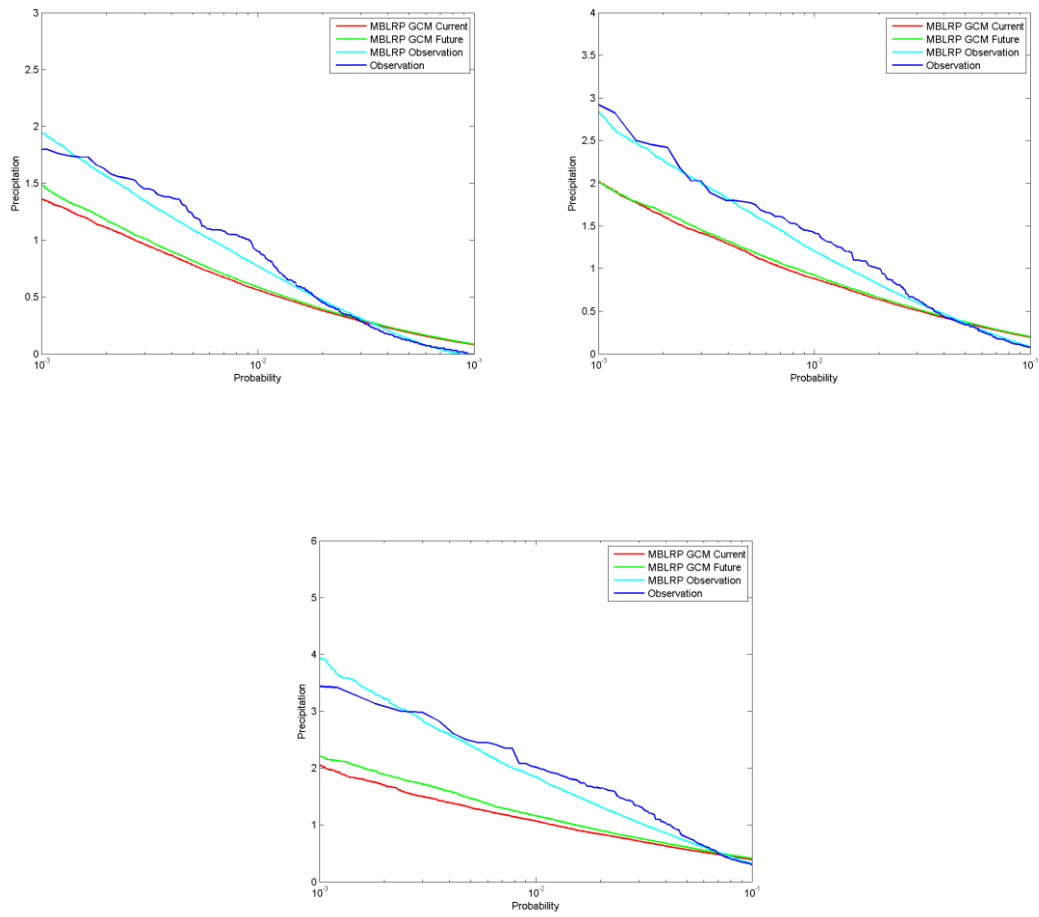 3
2.5
2
1.5
1
0.5
0
Precipitation
10-3
10-2
10-1
Probability
MBLRP GCM Current
MBLRP GCM Future
MBLRP Observation
Observation
4
3.5
3
2.5
2
1.5
1
0.5
0
Precipitation
10-3
10-2
10-1
Probability
MBLRP GCM Current
MBLRP GCM Future
MBLRP Observation
Observation
6
5
4
3
2
1
0
Precipitation
10-3
10-2
10-1
Probability
MBLRP GCM Current
MBLRP GCM Future
MBLRP Observation
Observation